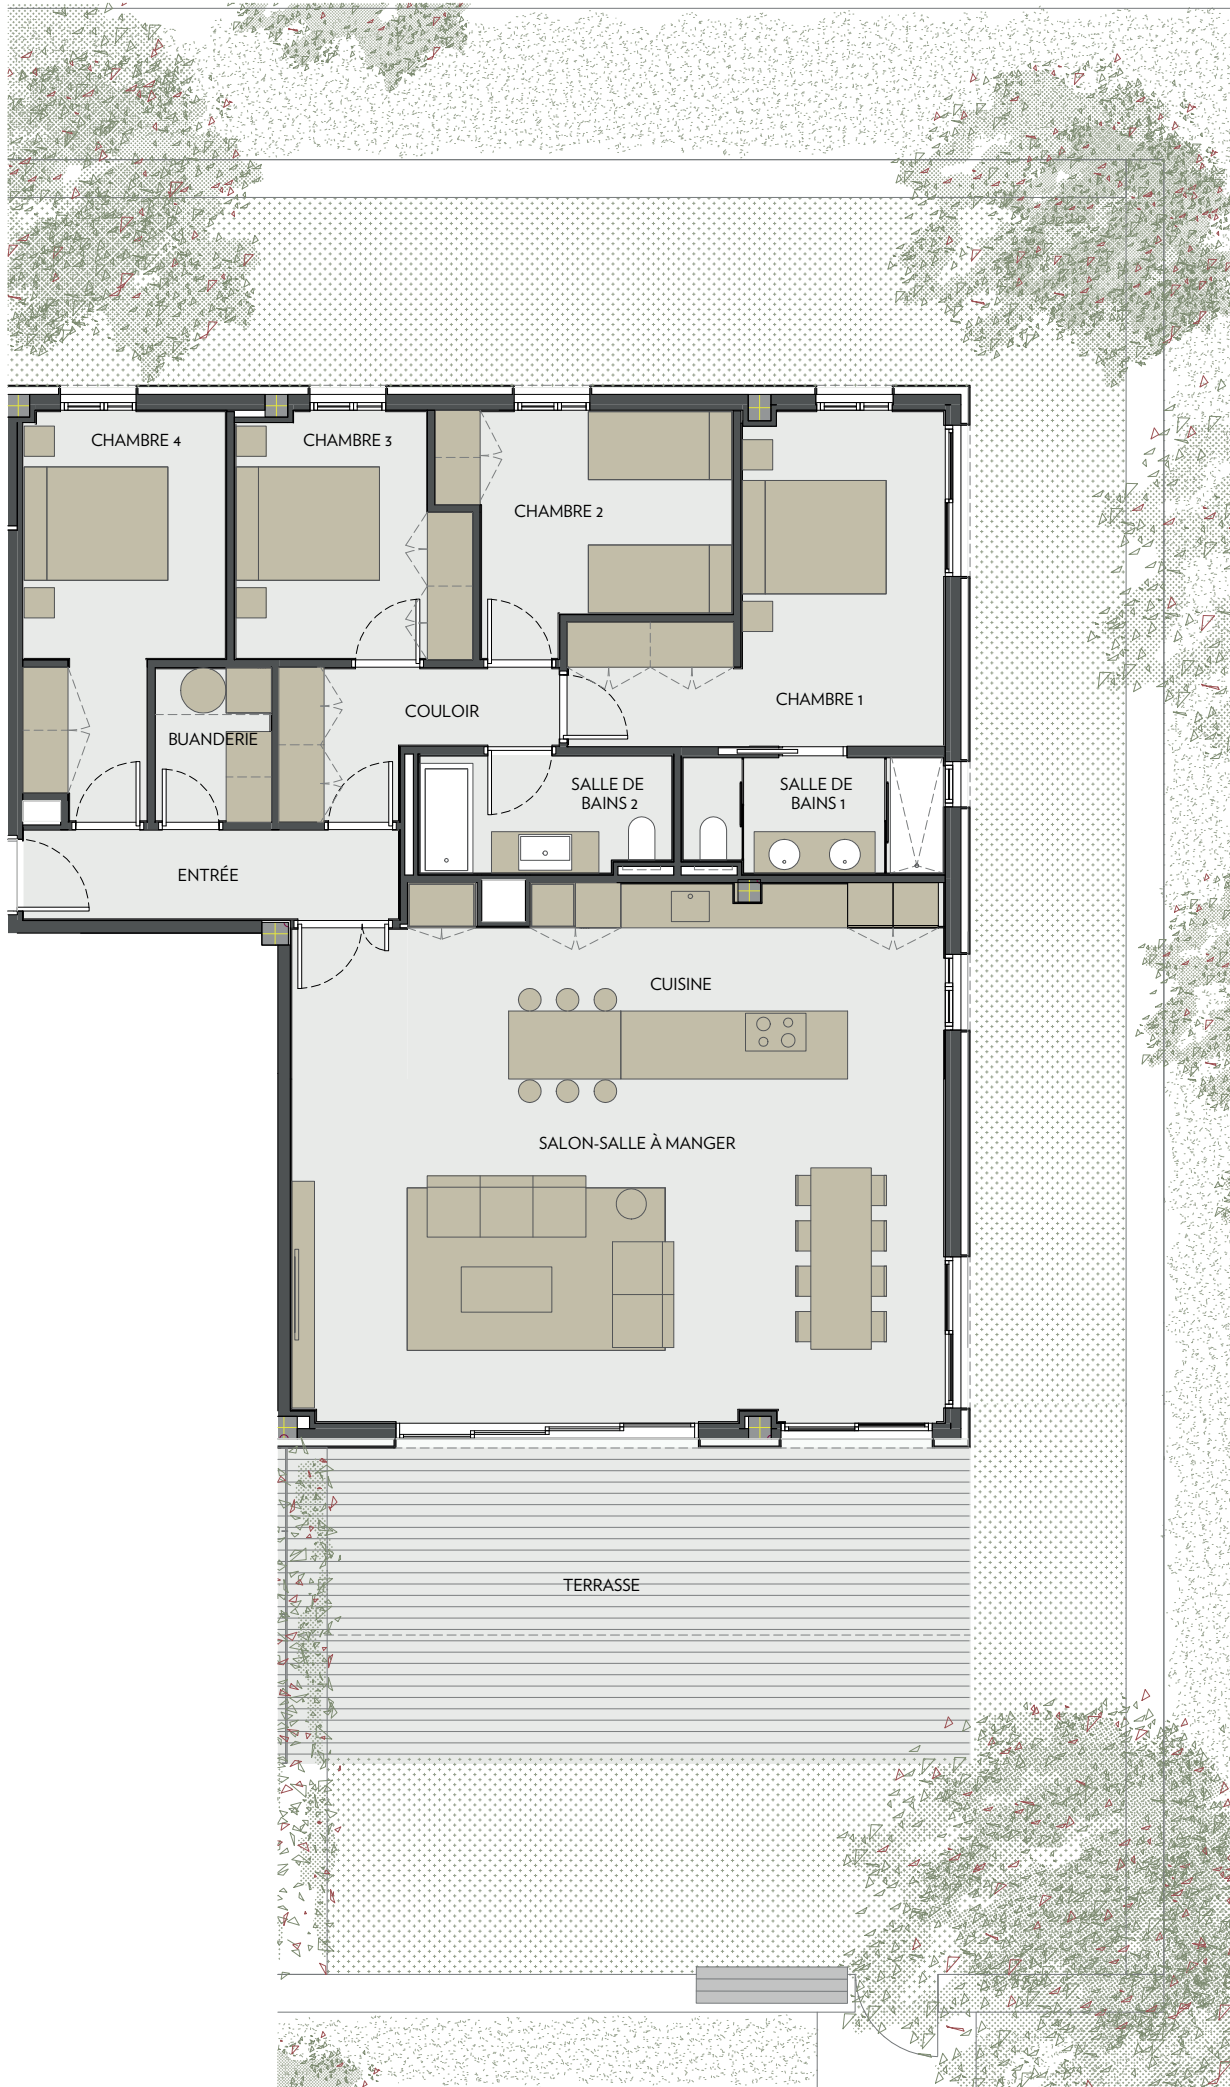 CHAMBRE 4
CHAMBRE 3
CHAMBRE 2
CHAMBRE 1
COULOIR
BUANDERIE
SALLE DE
BAINS 2
SALLE DE
BAINS 1
ENTRÉE
CUISINE
SALON-SALLE À MANGER
TERRASSE